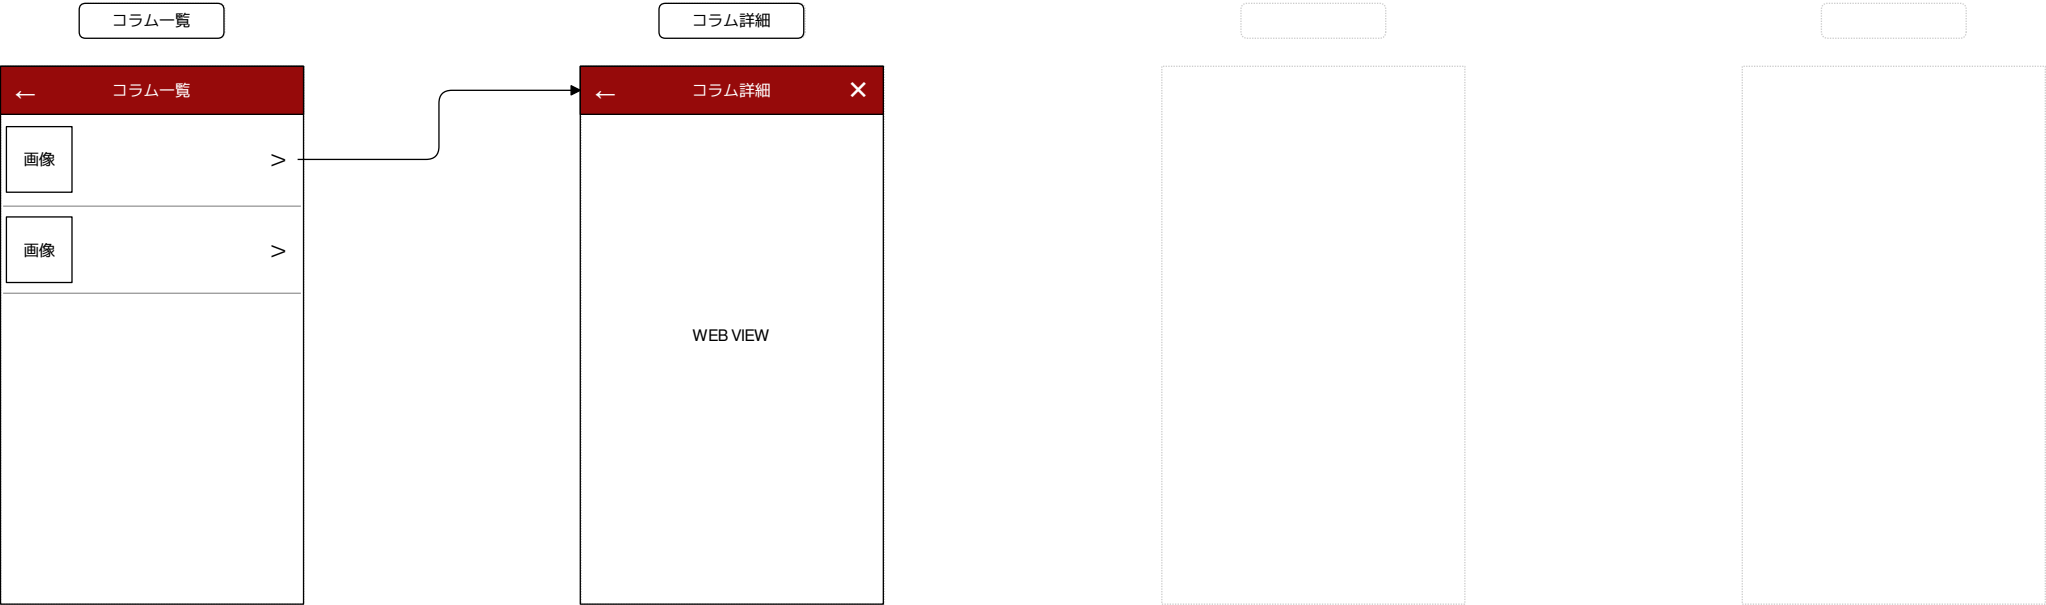 コラム一覧
コラム詳細
← コラム一覧
画像 >
画像 >
← コラム詳細 ×
WEB VIEW